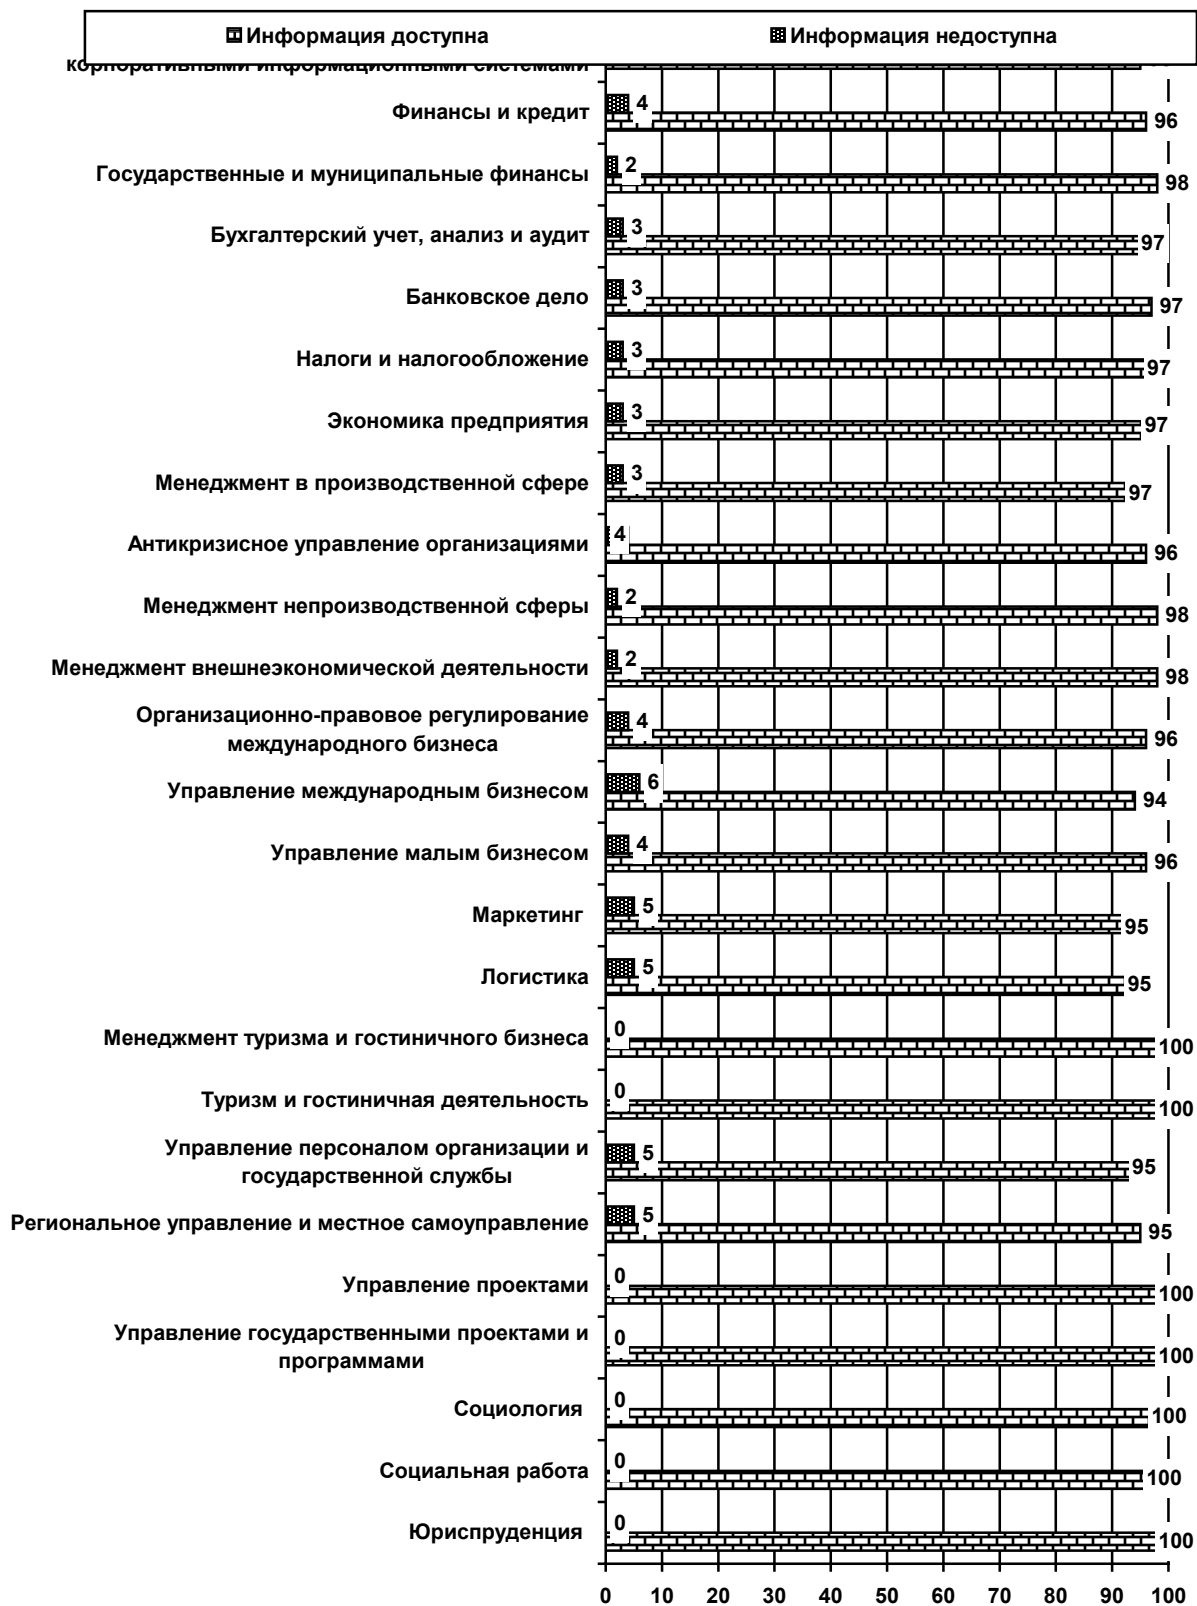 Информация доступна Информация недоступна
корпоративными информационными системами
Финансы и кредит 4 96
Государственные и муниципальные финансы 2 98
Бухгалтерский учет, анализ и аудит 3 97
Банковское дело 3 97
Налоги и налогообложение 3 97
Экономика предприятия 3 97
Менеджмент в производственной сфере 3 97
Антикризисное управление организациями 4 96
Менеджмент непроизводственной сферы 2 98
Менеджмент внешнеэкономической деятельности 2 98
Организационно-правовое регулирование
международного бизнеса 4 96
Управление международным бизнесом 6 94
Управление малым бизнесом 4 96
Маркетинг 5 95
Логистика 5 95
Менеджмент туризма и гостиничного бизнеса 0 100
Туризм и гостиничная деятельность 0 100
Управление персоналом организации и
государственной службы 5 95
Региональное управление и местное самоуправление 5 95
Управление проектами 0 100
Управление государственными проектами и
программами 0 100
Социология 0 100
Социальная работа 0 100
Юриспруденция 0 100
0 10 20 30 40 50 60 70 80 90 100